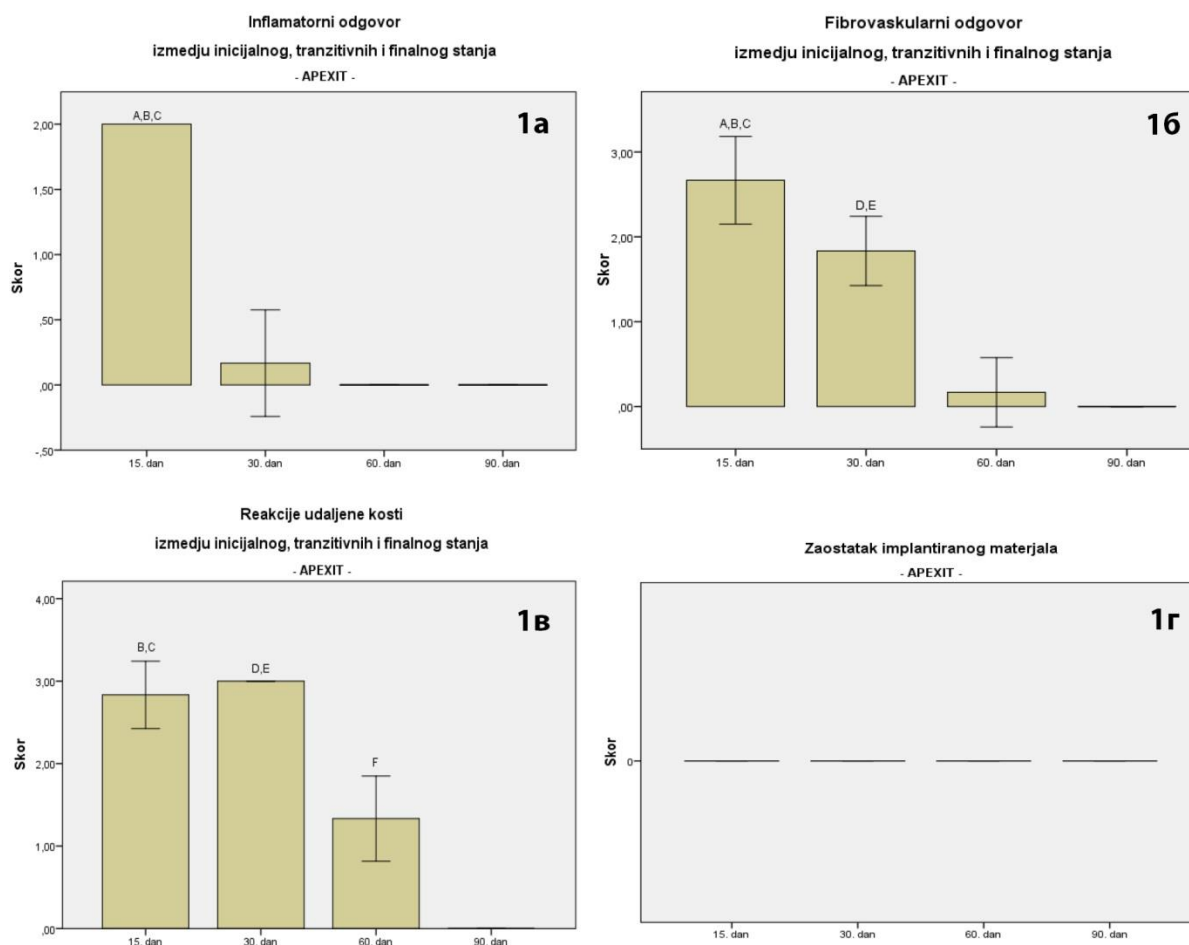 Inflamatorni odgovor
izmedju inicijalnog, tranzitivnih i finalnog stanja
- APEXIT -
1а
Skor
2,00
1,50
1,00
,50
,00
-,50
A,B,C
15. dan
30. dan
60. dan
90. dan
Fibrovaskularni odgovor
izmedju inicijalnog, tranzitivnih i finalnog stanja
- APEXIT -
1б
Skor
3,00
2,00
1,00
,00
A,B,C
D,E
15. dan
30. dan
60. dan
90. dan
Reakcije udaljene kosti
izmedju inicijalnog, tranzitivnih i finalnog stanja
- APEXIT -
1в
Skor
4,00
3,00
2,00
1,00
,00
B,C
D,E
F
15. dan
30. dan
60. dan
90. dan
Zaostatak implantiranog materjala
- APEXIT -
1г
Skor
0
15. dan
30. dan
60. dan
90. dan